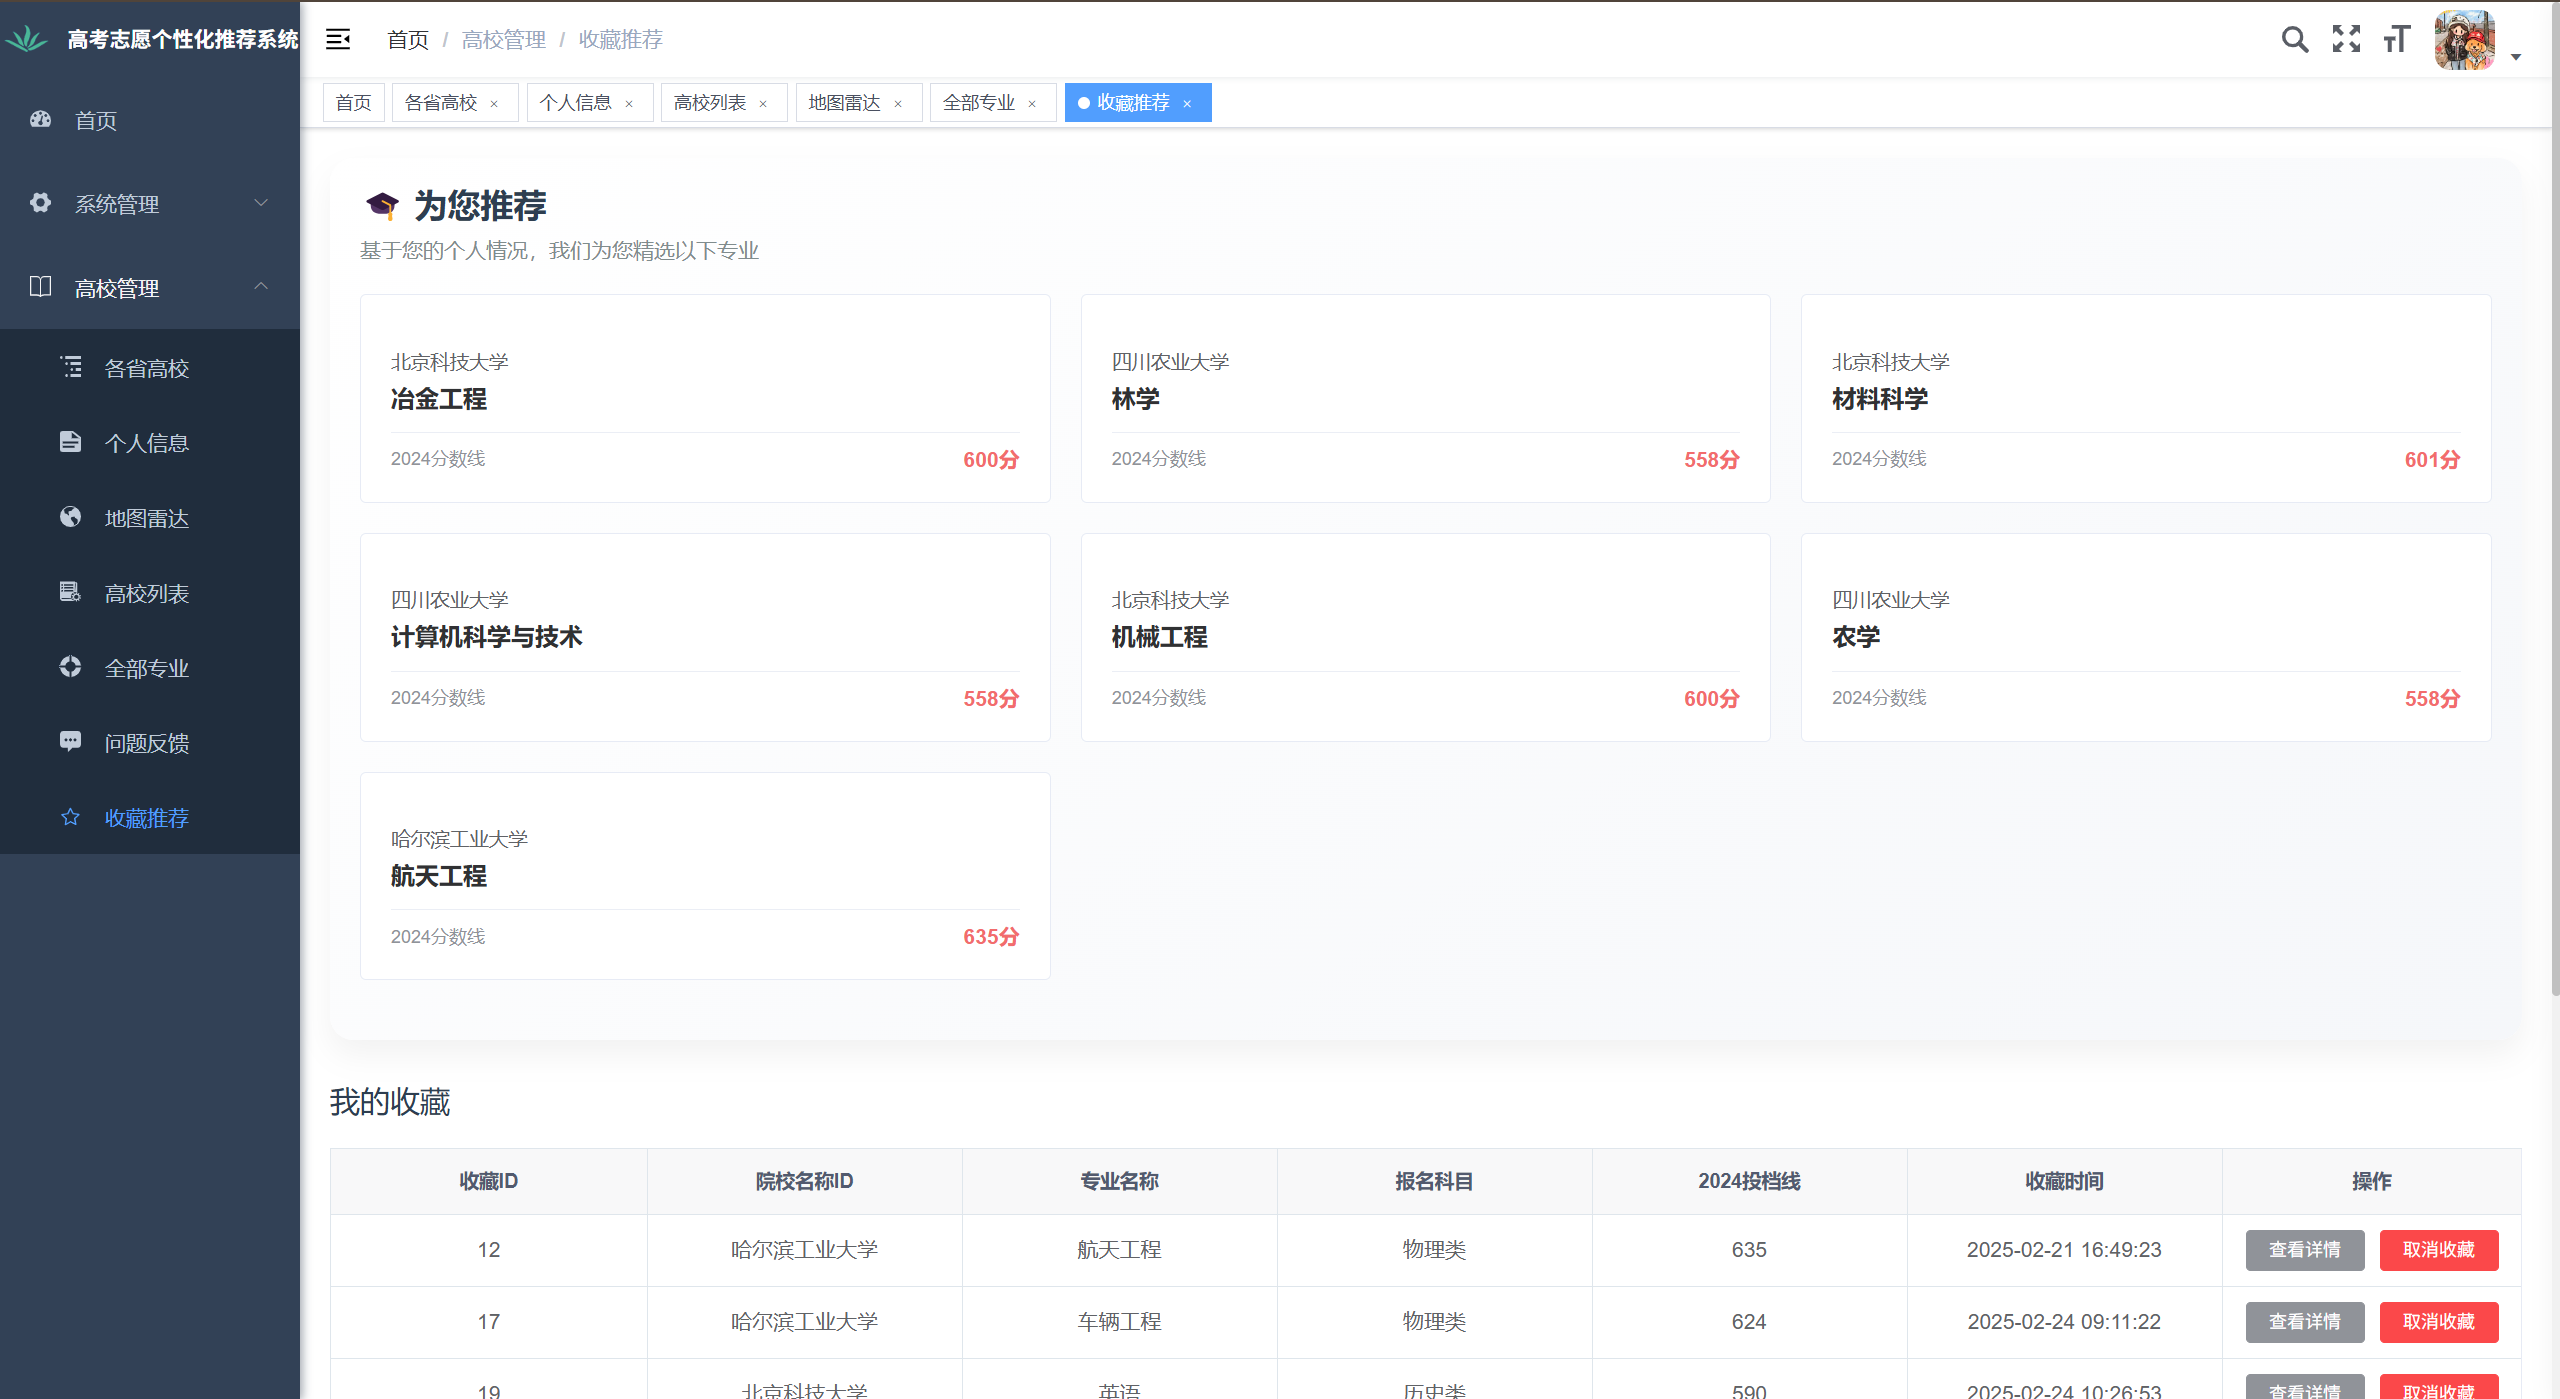 高考志愿个性化推荐系统
首页 / 高校管理 / 收藏推荐
首页
系统管理
高校管理
各省高校
个人信息
地图雷达
高校列表
全部专业
问题反馈
收藏推荐
首页 各省高校 × 个人信息 × 高校列表 × 地图雷达 × 全部专业 × 收藏推荐 ×
为您推荐
基于您的个人情况，我们为您精选以下专业
北京科技大学
冶金工程
2024分数线 600分
四川农业大学
林学
2024分数线 558分
北京科技大学
材料科学
2024分数线 601分
四川农业大学
计算机科学与技术
2024分数线 558分
北京科技大学
机械工程
2024分数线 600分
四川农业大学
农学
2024分数线 558分
哈尔滨工业大学
航天工程
2024分数线 635分
我的收藏
收藏ID 院校名称ID 专业名称 报名科目 2024投档线 收藏时间 操作
12 哈尔滨工业大学 航天工程 物理类 635 2025-02-21 16:49:23 查看详情 取消收藏
17 哈尔滨工业大学 车辆工程 物理类 624 2025-02-24 09:11:22 查看详情 取消收藏
19 北京科技大学 英语 历史类 590 2025-02-24 10:26:53 查看详情 取消收藏